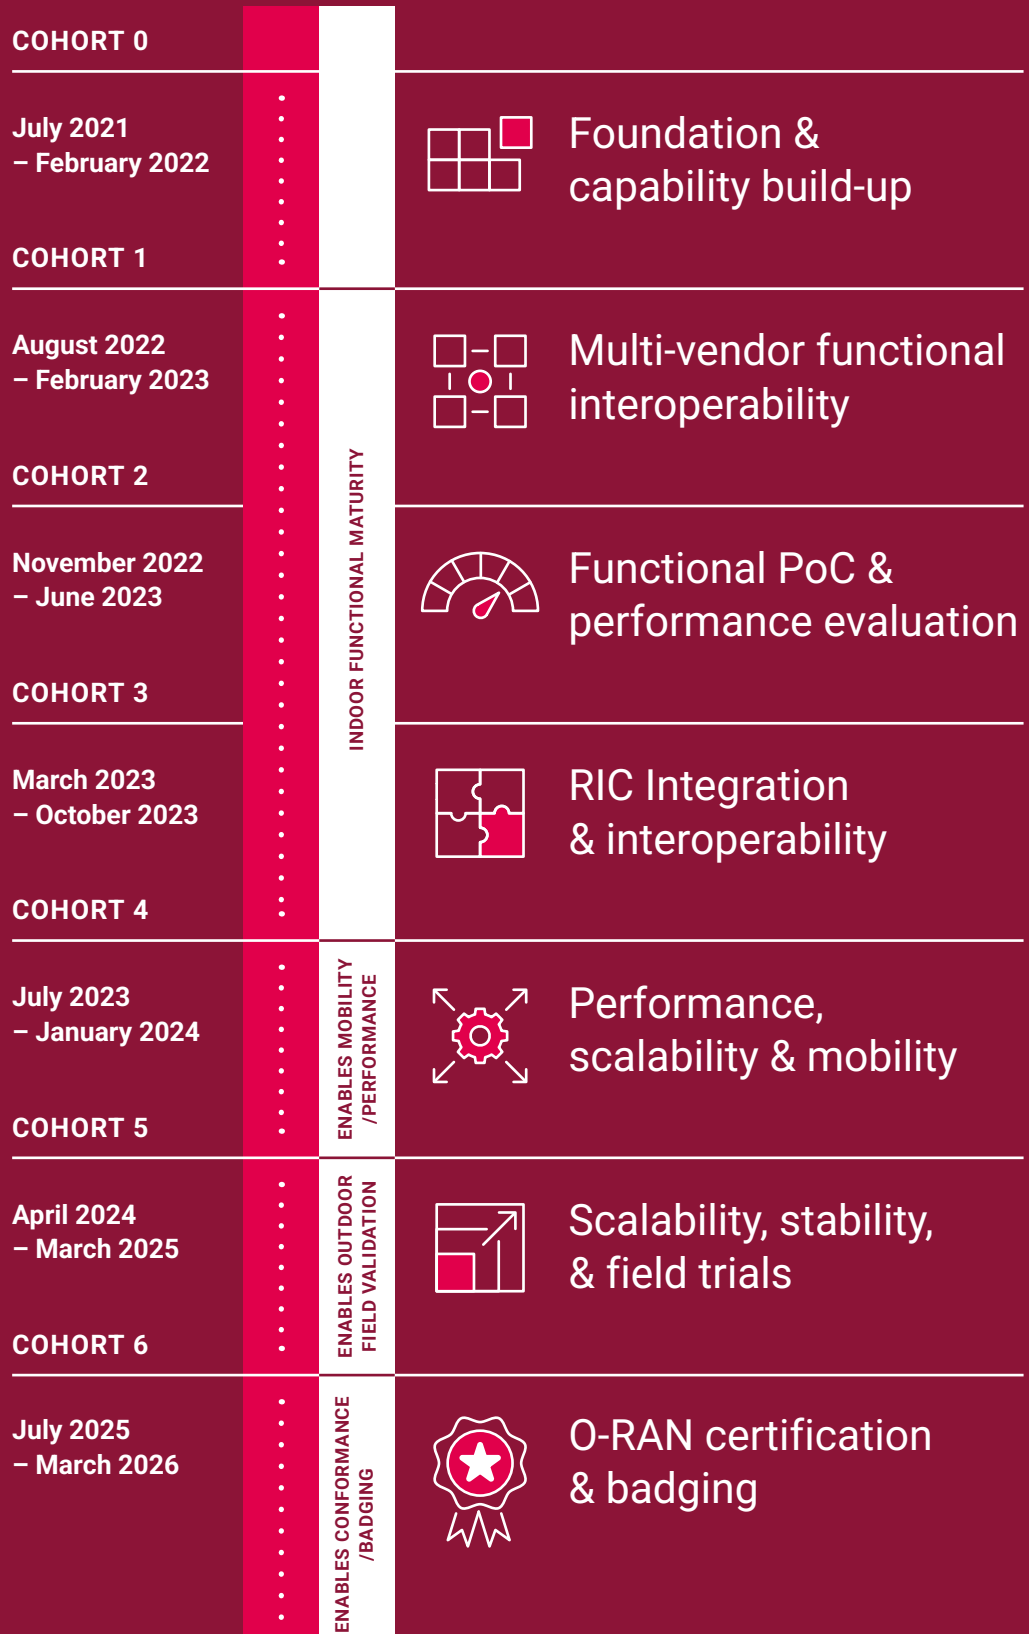 COHORT 0
July 2021
– February 2022
Foundation &
capability build-up
COHORT 1
August 2022
– February 2023
Multi-vendor functional
interoperability
COHORT 2
November 2022
– June 2023
Functional PoC &
performance evaluation
COHORT 3
March 2023
– October 2023
RIC Integration
& interoperability
INDOOR FUNCTIONAL MATURITY
COHORT 4
July 2023
– January 2024
ENABLES MOBILITY
/PERFORMANCE
Performance,
scalability & mobility
COHORT 5
April 2024
– March 2025
ENABLES OUTDOOR
FIELD VALIDATION
Scalability, stability,
& field trials
COHORT 6
July 2025
– March 2026
ENABLES CONFORMANCE
/BADGING
O-RAN certification
& badging